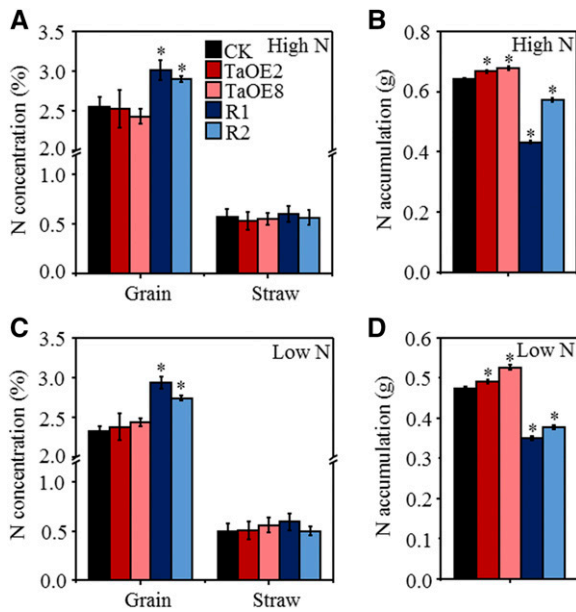 A
High N
N concentration (%)
3.5
3.0
2.5
2.0
1.0
0.5
0.0
* *
CK
TaOE2
TaOE8
R1
R2
Grain Straw
B
High N
N accumulation (g)
0.8
0.6
0.4
0.2
0.0
* * * *
C
Low N
N concentration (%)
3.5
3.0
2.5
2.0
1.0
0.5
0.0
* *
Grain Straw
D
Low N
N accumulation (g)
0.6
0.5
0.4
0.3
0.2
0.1
0.0
* * * *